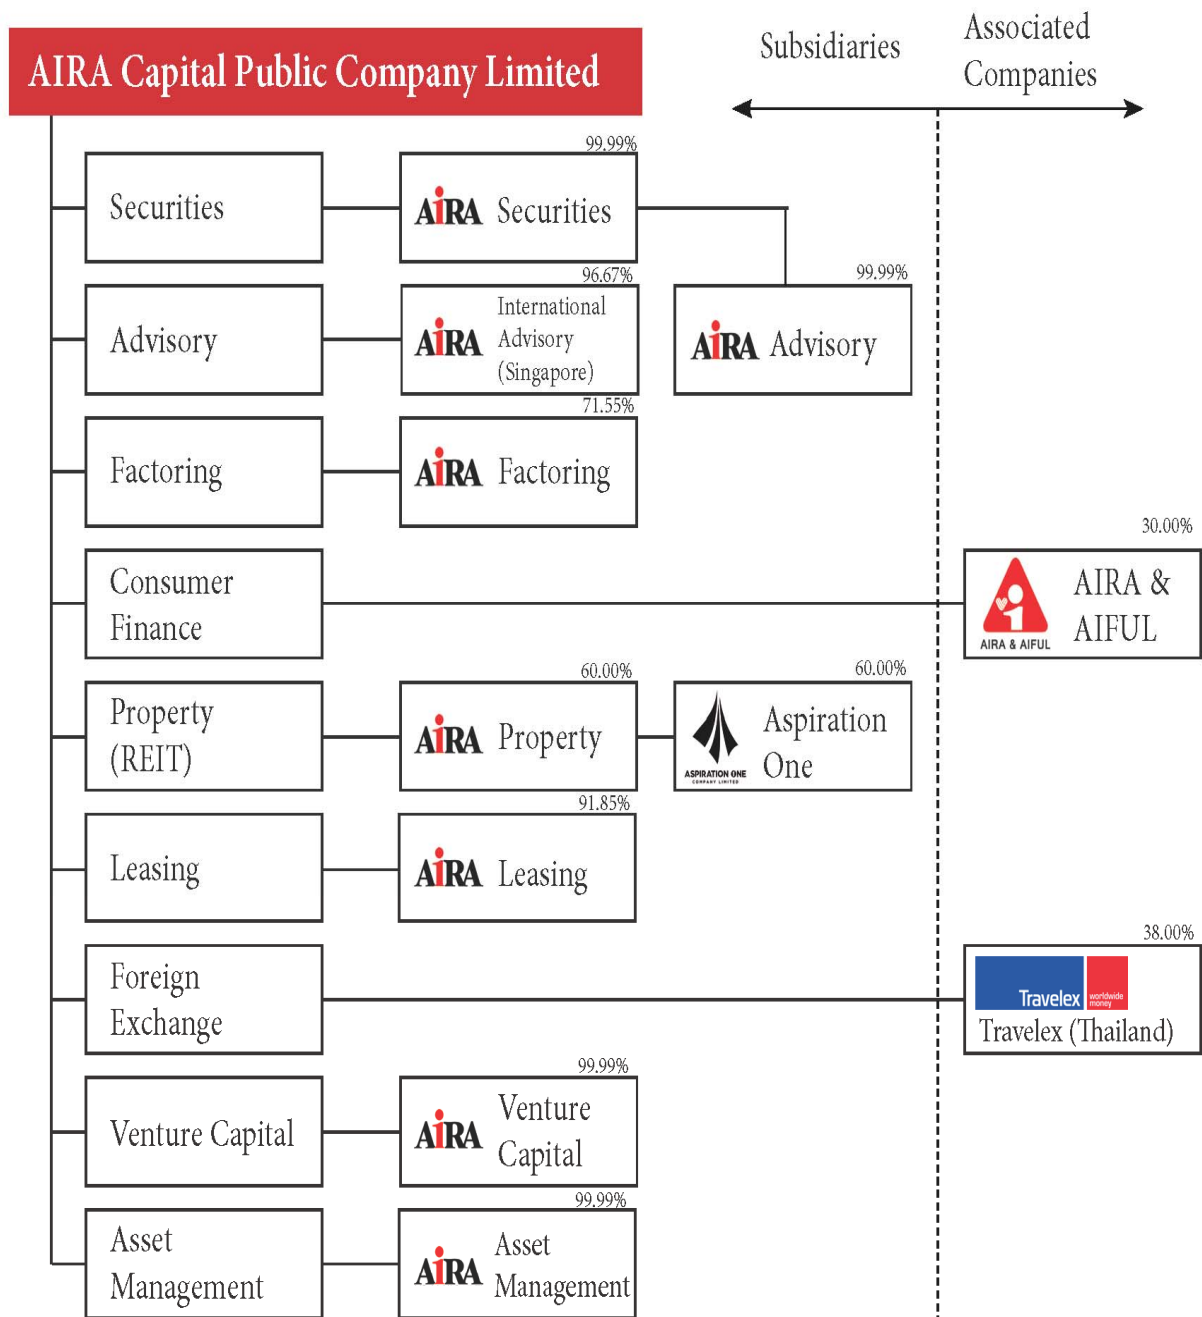 AIRA Capital Public Company Limited
Subsidiaries
Associated
Companies
99.99%
Securities
AiRA Securities
96.67%
99.99%
Advisory
AiRA
International
Advisory
(Singapore)
AiRA Advisory
71.55%
Factoring
AiRA Factoring
30.00%
Consumer
Finance
AIRA & AIFUL
AIRA &
AIFUL
60.00%
60.00%
Property
(REIT)
AiRA Property
ASPIRATION ONE
COMPANY LIMITED
Aspiration
One
91.85%
Leasing
AiRA Leasing
38.00%
Foreign
Exchange
Travelex
worldwide
money
Travelex (Thailand)
99.99%
Venture Capital
AiRA
Venture
Capital
99.99%
Asset
Management
AiRA
Asset
Management